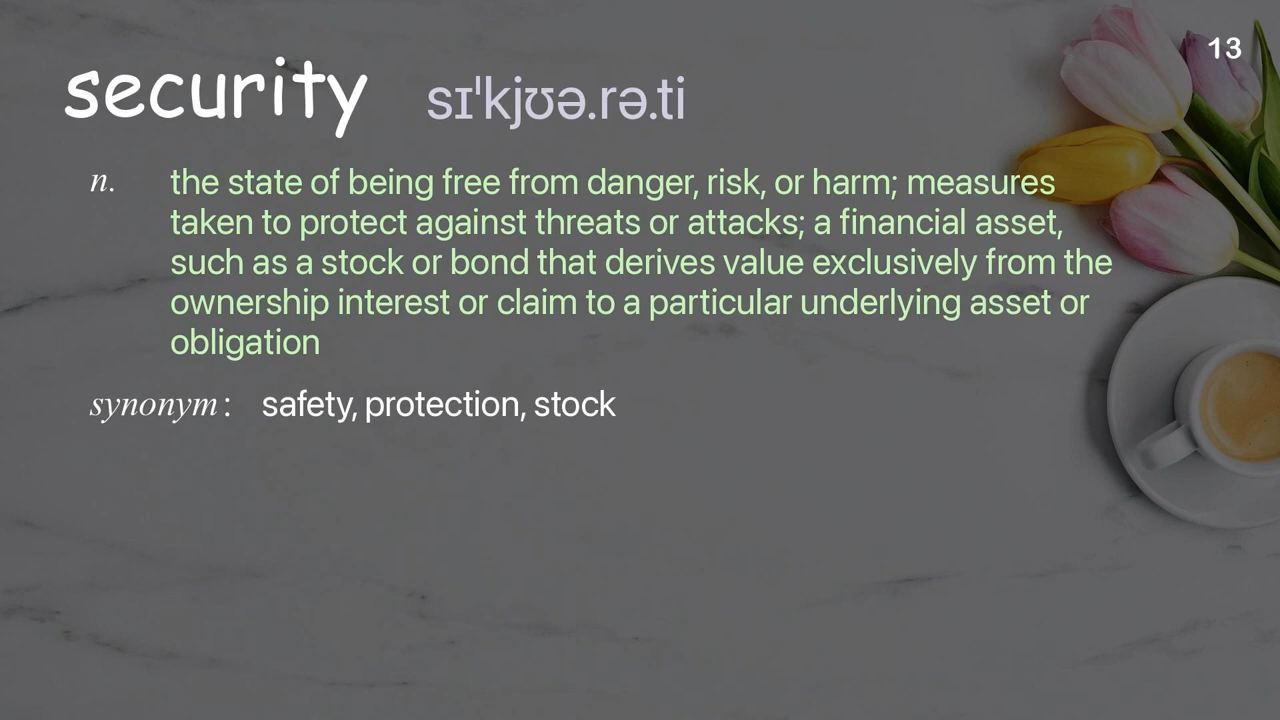 13
security sɪˈkjʊə.rə.ti
n. the state of being free from danger, risk, or harm; measures
taken to protect against threats or attacks; a financial asset,
such as a stock or bond that derives value exclusively from the
ownership interest or claim to a particular underlying asset or
obligation
synonym : safety, protection, stock